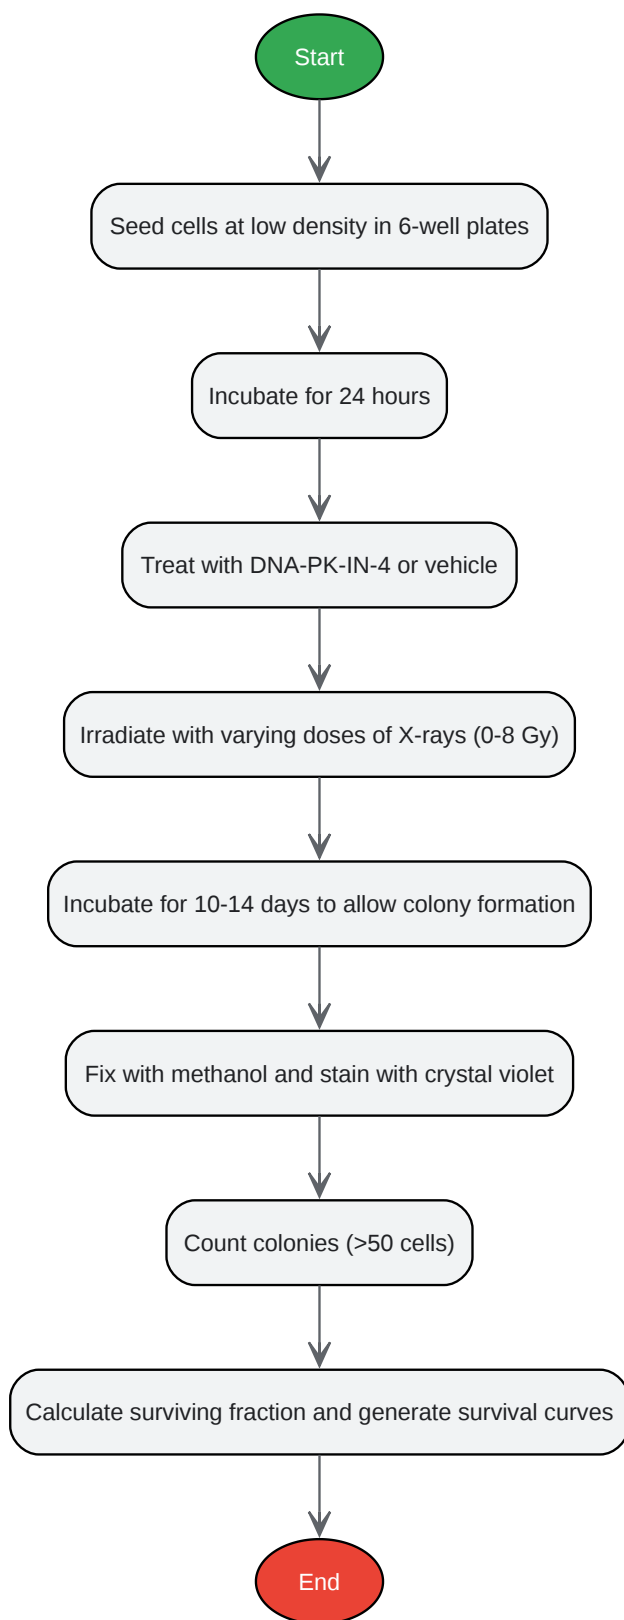 Start
Seed cells at low density in 6-well plates
Incubate for 24 hours
Treat with DNA-PK-IN-4 or vehicle
Irradiate with varying doses of X-rays (0-8 Gy)
Incubate for 10-14 days to allow colony formation
Fix with methanol and stain with crystal violet
Count colonies (>50 cells)
Calculate surviving fraction and generate survival curves
End